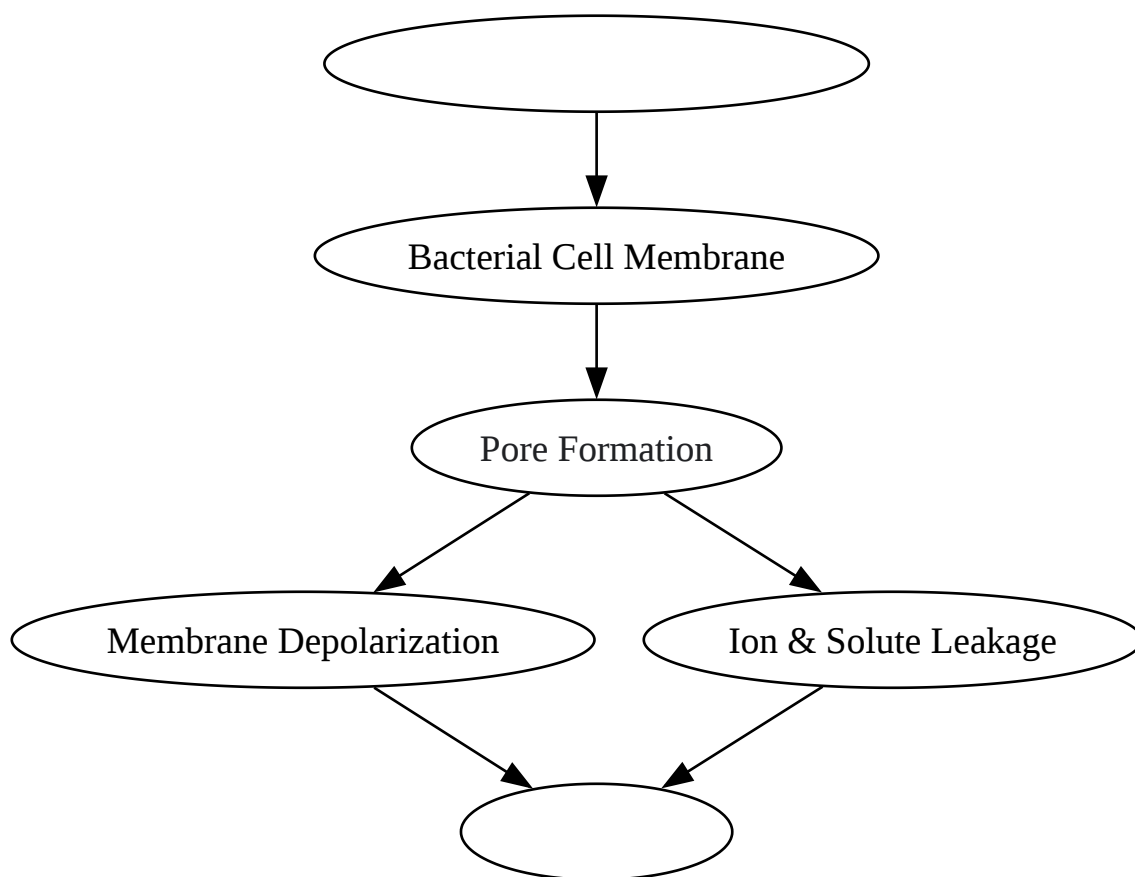 Bacterial Cell Membrane
Pore Formation
Membrane Depolarization
Ion & Solute Leakage